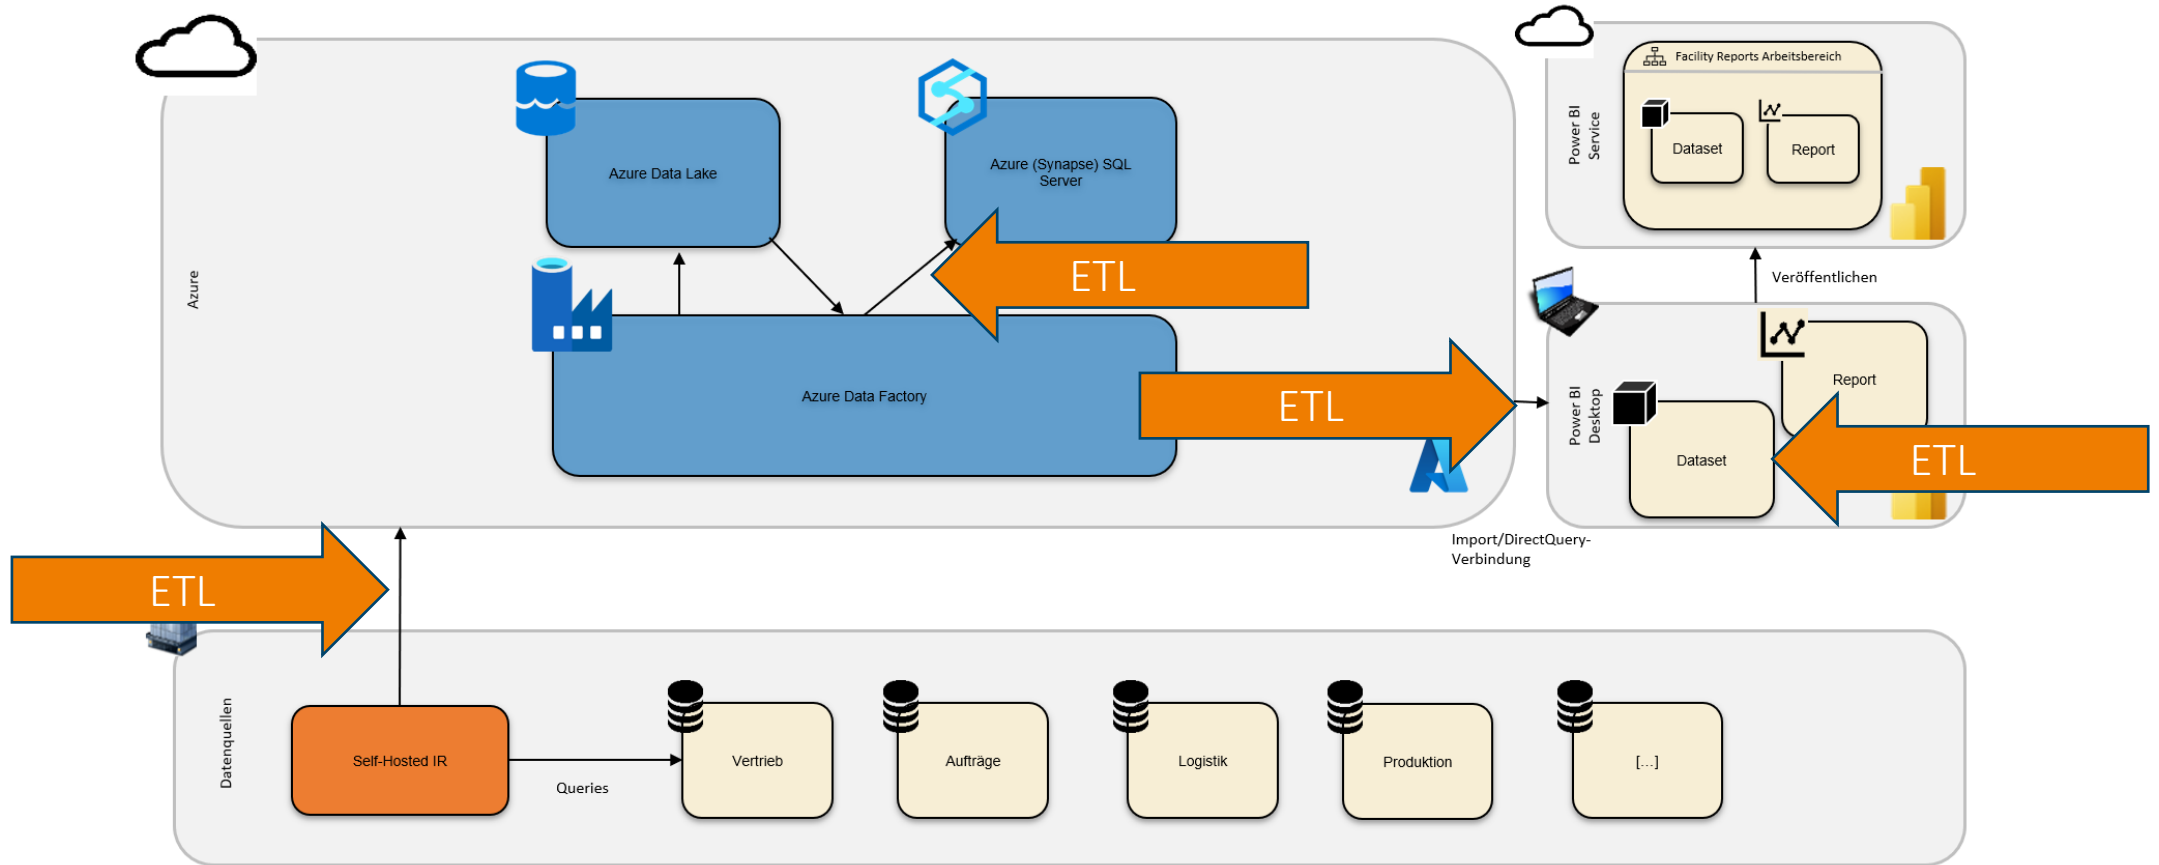 Facility Reports Arbeitsbereich
Power BI
Service
Dataset
Report
Azure Data Lake
Azure (Synapse) SQL
Server
Azure
ETL
Veröffentlichen
Azure Data Factory
ETL
Power BI
Desktop
Report
Dataset
ETL
Import/DirectQuery-
Verbindung
ETL
Datenquellen
Self-Hosted IR
Queries
Vertrieb
Aufträge
Logistik
Produktion
[...]